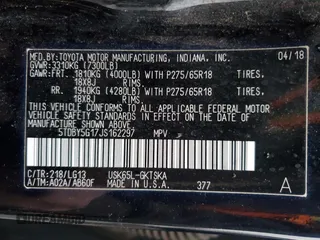 MFD.BY:TOYOTA MOTOR MANUFACTURING, INDIANA, INC.
GVWR:3310KG (7300LB) 04/18
GAWR:FRT. 1810KG (4000LB) WITH P275/65R18 TIRES,
18X8J RIMS,
RR. 1940KG (4280LB) WITH P275/65R18 TIRES,
18X8J
THIS VEHICLE CONFORMS TO ALL APPLICABLE FEDERAL MOTOR
VEHICLE SAFETY STANDARDS IN EFFECT ON THE DATE OF
MANUFACTURE SHOWN ABOVE.
5TDBY5G17JS162297 MPV
C/TR:218/LG13 USK65L-GKTSKA
A/TM:A02A/AB60F MADE IN U.S.A. 377 A